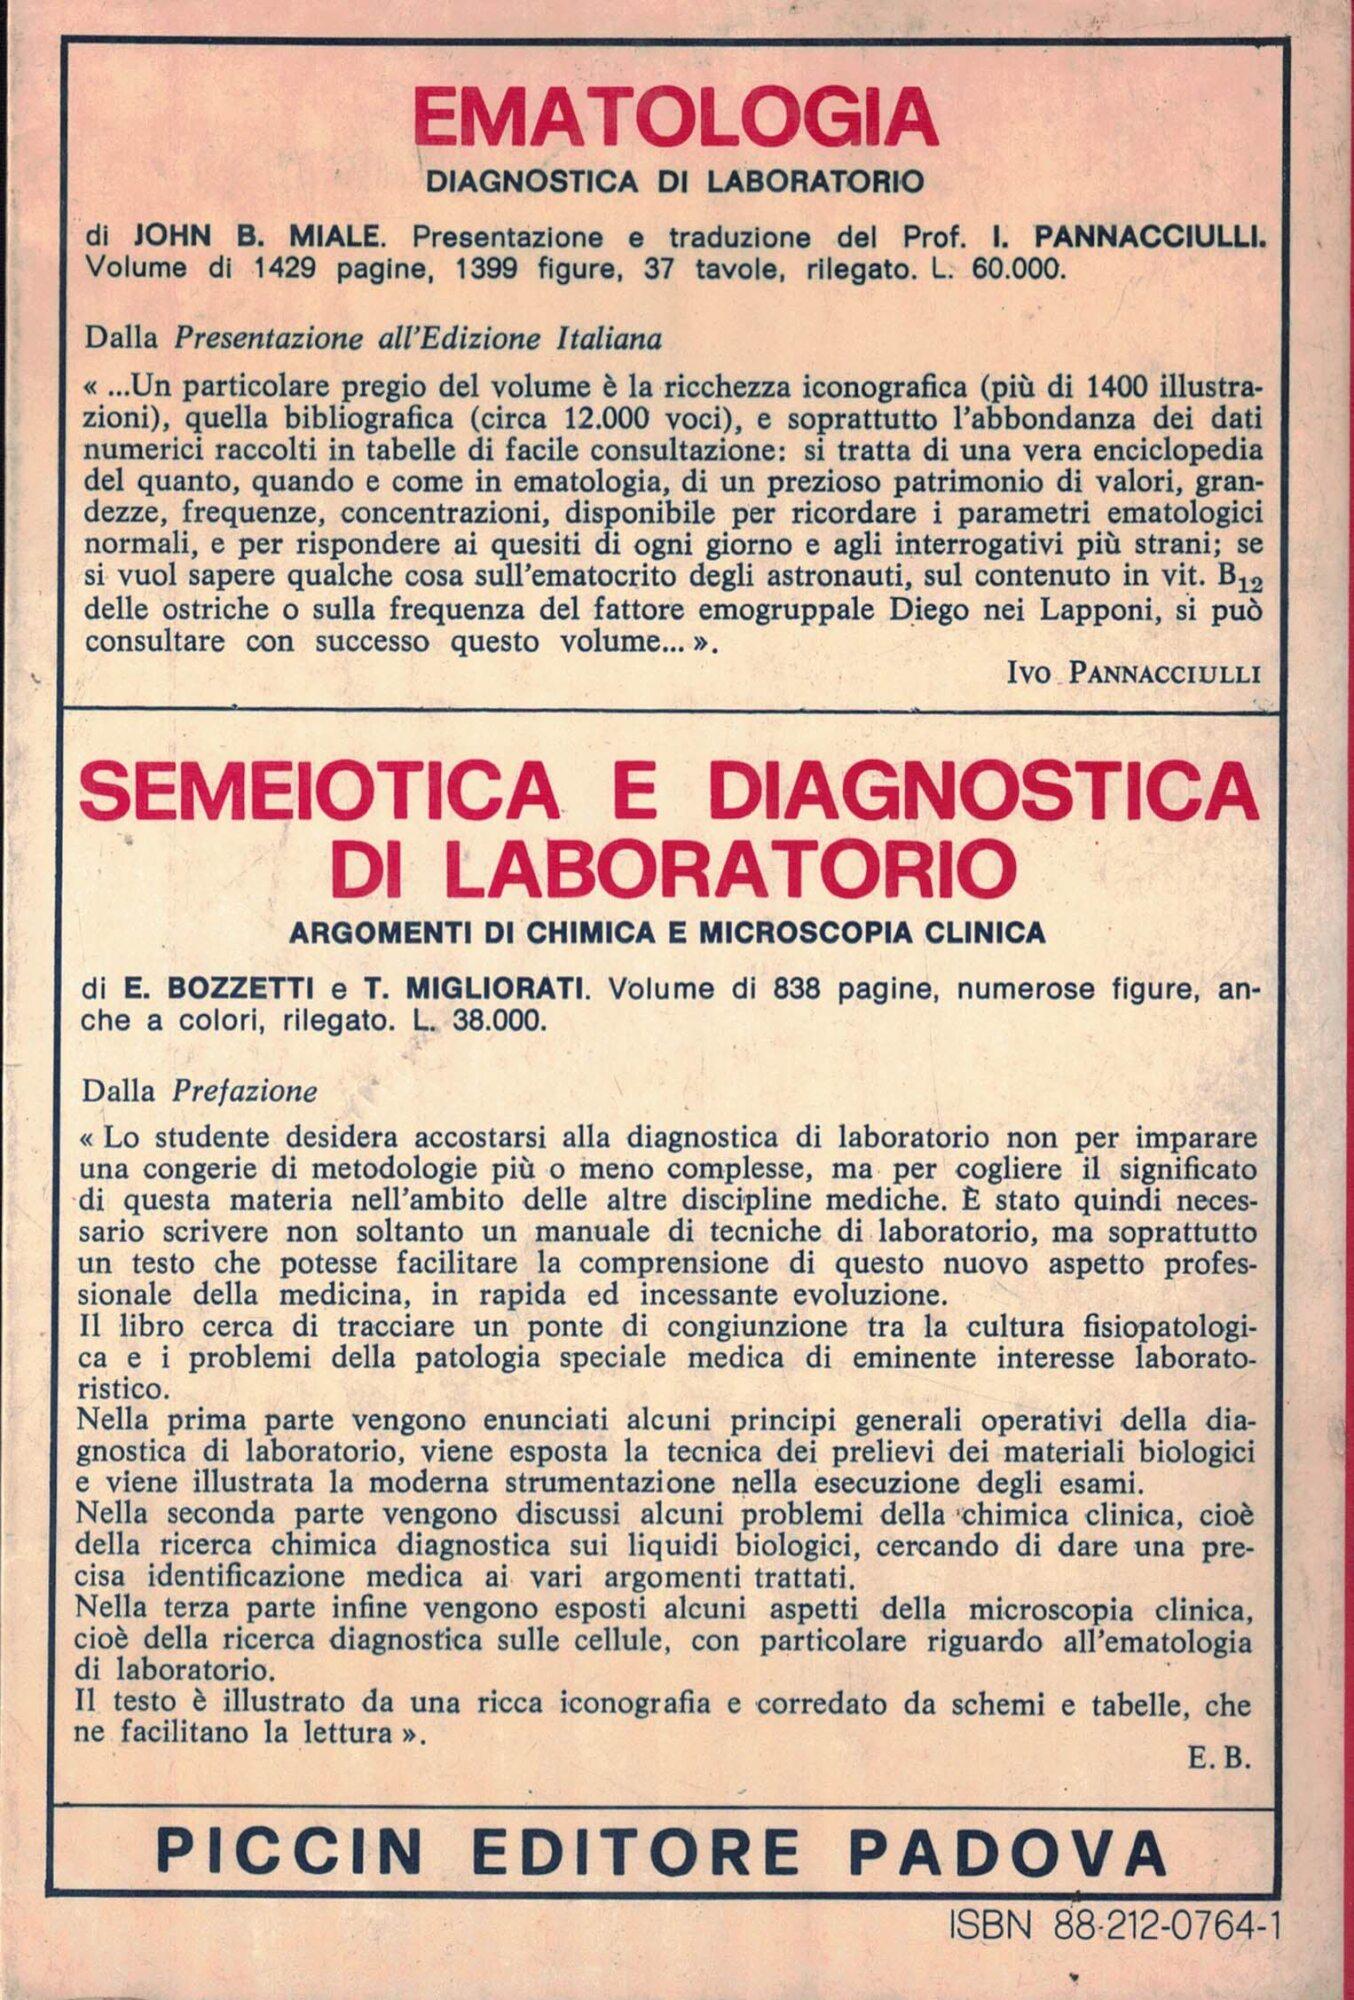 EMATOLOGIA
DIAGNOSTICA DI LABORATORIO
di JOHN B. MIALE. Presentazione e traduzione del Prof. I. PANNACCIULLI.
Volume di 1429 pagine, 1399 figure, 37 tavole, rilegato. L. 60.000.
Dalla Presentazione all'Edizione Italiana
« ...Un particolare pregio del volume è la ricchezza iconografica (più di 1400 illustra-
zioni), quella bibliografica (circa 12.000 voci), e soprattutto l'abbondanza dei dati
numerici raccolti in tabelle di facile consultazione: si tratta di una vera enciclopedia
del quanto, quando e come in ematologia, di un prezioso patrimonio di valori, gran-
dezze, frequenze, concentrazioni, disponibile per ricordare i parametri ematologici
normali, e per rispondere ai quesiti di ogni giorno e agli interrogativi più strani; se
si vuol sapere qualche cosa sull'ematocrito degli astronauti, sul contenuto in vit. B₁₂
delle ostriche o sulla frequenza del fattore emogruppale Diego nei Lapponi, si può
consultare con successo questo volume... ».
IVO PANNACCIULLI
SEMEIOTICA E DIAGNOSTICA
DI LABORATORIO
ARGOMENTI DI CHIMICA E MICROSCOPIA CLINICA
di E. BOZZETTI e T. MIGLIORATI. Volume di 838 pagine, numerose figure, an-
che a colori, rilegato. L. 38.000.
Dalla Prefazione
« Lo studente desidera accostarsi alla diagnostica di laboratorio non per imparare
una congerie di metodologie più o meno complesse, ma per cogliere il significato
di questa materia nell'ambito delle altre discipline mediche. È stato quindi neces-
sario scrivere non soltanto un manuale di tecniche di laboratorio, ma soprattutto
un testo che potesse facilitare la comprensione di questo nuovo aspetto profes-
sionale della medicina, in rapida ed incessante evoluzione.
Il libro cerca di tracciare un ponte di congiunzione tra la cultura fisiopatologi-
ca e i problemi della patologia speciale medica di eminente interesse laborato-
ristico.
Nella prima parte vengono enunciati alcuni principi generali operativi della dia-
gnostica di laboratorio, viene esposta la tecnica dei prelievi dei materiali biologici
e viene illustrata la moderna strumentazione nella esecuzione degli esami.
Nella seconda parte vengono discussi alcuni problemi della chimica clinica, cioè
della ricerca chimica diagnostica sui liquidi biologici, cercando di dare una pre-
cisa identificazione medica ai vari argomenti trattati.
Nella terza parte infine vengono esposti alcuni aspetti della microscopia clinica,
cioè della ricerca diagnostica sulle cellule, con particolare riguardo all'ematologia
di laboratorio.
Il testo è illustrato da una ricca iconografia e corredato da schemi e tabelle, che
ne facilitano la lettura ».
E. B.
PICCIN EDITORE PADOVA
ISBN 88-212-0764-1